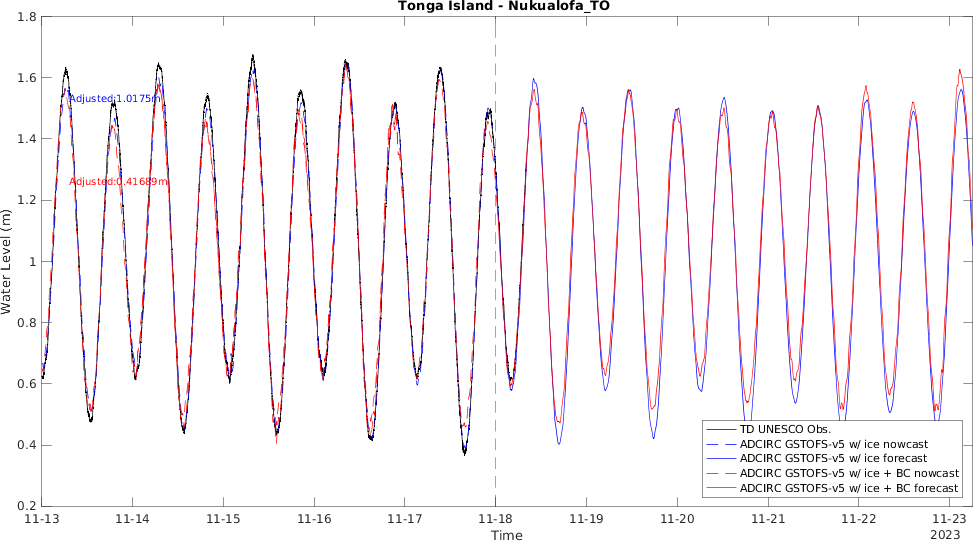 Tonga Island - Nukualofa_TO
1.8
1.6
1.4
1.2
1
0.8
0.6
0.4
0.2
Water Level (m)
Adjusted:1.0175m
Adjusted:0.41689m
TD UNESCO Obs.
ADCIRC GSTOFS-v5 w/ ice nowcast
ADCIRC GSTOFS-v5 w/ ice forecast
ADCIRC GSTOFS-v5 w/ ice + BC nowcast
ADCIRC GSTOFS-v5 w/ ice + BC forecast
11-13 11-14 11-15 11-16 11-17 11-18 11-19 11-20 11-21 11-22 11-23
Time
2023